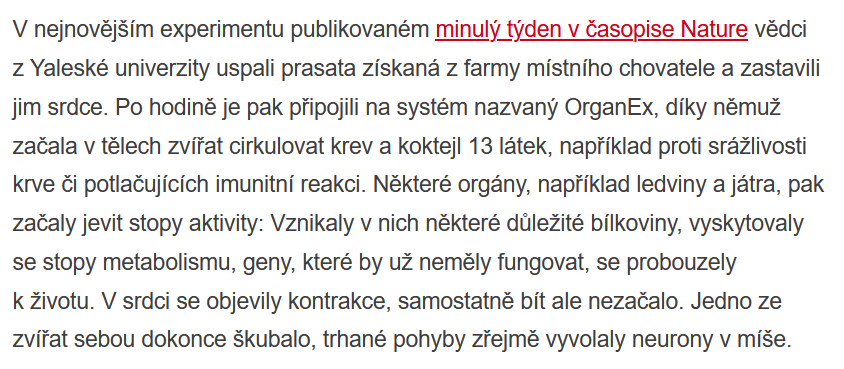 V nejnovějším experimentu publikovaném minulý týden v časopise Nature vědci
z Yaleské univerzity uspali prasata získaná z farmy místního chovatele a zastavili
jim srdce. Po hodině je pak připojili na systém nazvaný OrganEx, díky němuž
začala v tělech zvířat cirkulovat krev a koktejl 13 látek, například proti srážlivosti
krve či potlačujících imunitní reakci. Některé orgány, například ledviny a játra, pak
začaly jevit stopy aktivity: Vznikaly v nich některé důležité bílkoviny, vyskytovaly
se stopy metabolismu, geny, které by už neměly fungovat, se probouzely
k životu. V srdci se objevily kontrakce, samostatně bít ale nezačalo. Jedno ze
zvířat sebou dokonce škubalo, trhané pohyby zřejmě vyvolaly neurony v míše.